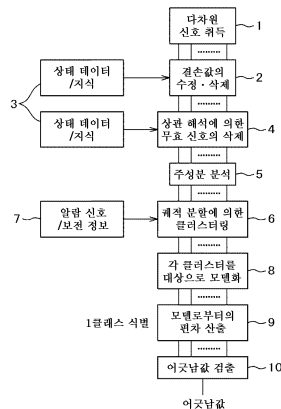 다차원
신호 취득
1
상태 데이터
/지식
결손값의
수정·삭제
2
3
상태 데이터
/지식
상관 해석에 의한
무효 신호의 삭제
4
주성분 분석
5
7
알람 신호
/보전 정보
궤적 분할에 의한
클러스터링
6
각 클러스터를
대상으로 모델화
8
1클래스 식별
모델로부터의
편차 산출
9
어긋남값 검출
10
어긋남값